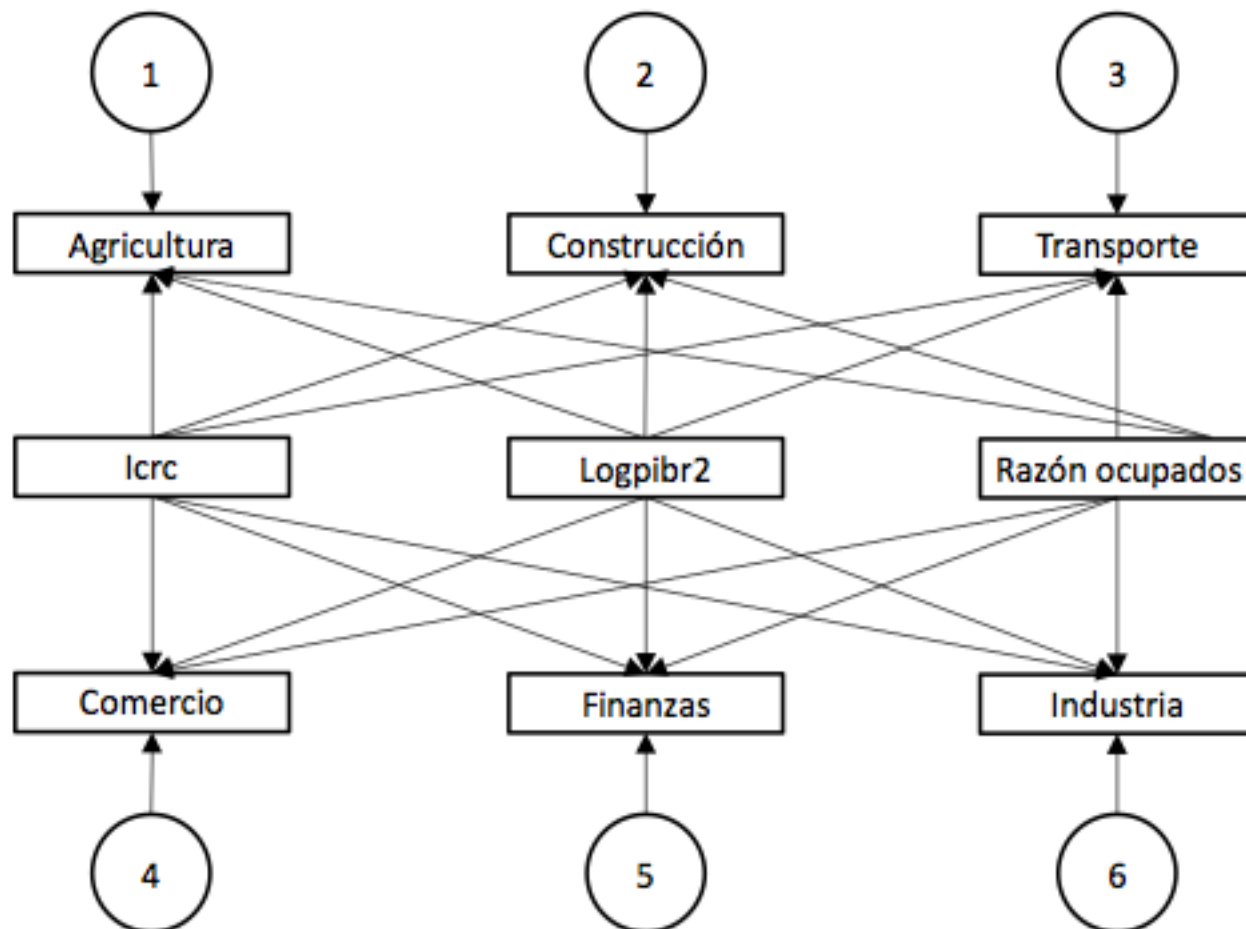 1
2
3
Agricultura
Construcción
Transporte
Icrc
Logpibr2
Razón ocupados
Comercio
Finanzas
Industria
4
5
6